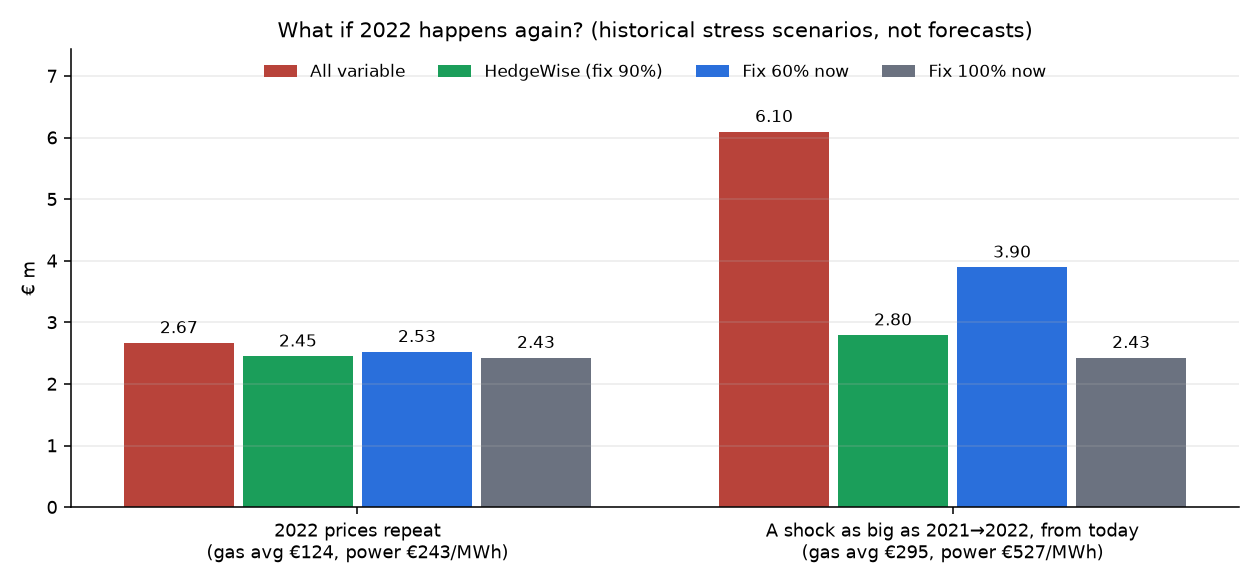 What if 2022 happens again? (historical stress scenarios, not forecasts)
All variable
HedgeWise (fix 90%)
Fix 60% now
Fix 100% now
€ m
7
6
5
4
3
2
1
0
2.67
2.45
2.53
2.43
6.10
2.80
3.90
2.43
2022 prices repeat
(gas avg €124, power €243/MWh)
A shock as big as 2021→2022, from today
(gas avg €295, power €527/MWh)